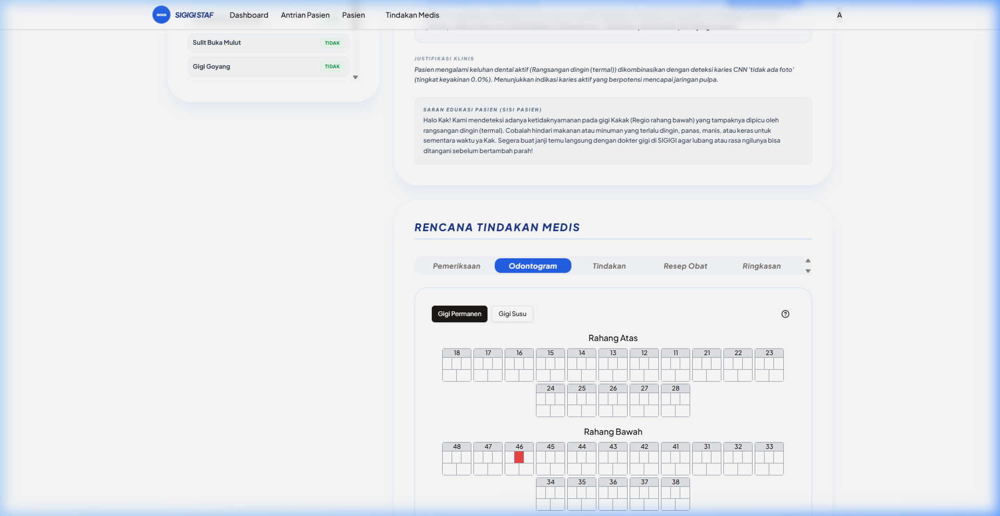 SIGIGI
SIGIGI STAF
Dashboard
Antrian Pasien
Pasien
Tindakan Medis
A
Sulit Buka Mulut
TIDAK
Gigi Goyang
TIDAK
JUSTIFIKASI KLINIS
Pasien mengalami keluhan dental aktif (Rangsangan dingin (termal)) dikombinasikan dengan deteksi karies CNN 'tidak ada foto'
(tingkat keyakinan 0.0%). Menunjukkan indikasi karies aktif yang berpotensi mencapai jaringan pulpa.
SARAN EDUKASI PASIEN (SISI PASIEN)
Halo Kak! Kami mendeteksi adanya ketidaknyamanan pada gigi Kakak (Regio rahang bawah) yang tampaknya dipicu oleh
rangsangan dingin (termal). Cobalah hindari makanan atau minuman yang terlalu dingin, panas, manis, atau keras untuk
sementara waktu ya Kak. Segera buat janji temu langsung dengan dokter gigi di SIGIGI agar lubang atau rasa ngilunya bisa
ditangani sebelum bertambah parah!
RENCANA TINDAKAN MEDIS
Pemeriksaan
Odontogram
Tindakan
Resep Obat
Ringkasan
Gigi Permanen
Gigi Susu
?
Rahang Atas
18 17 16 15 14 13 12 11 21 22 23
24 25 26 27 28
Rahang Bawah
48 47 46 45 44 43 42 41 31 32 33
34 35 36 37 38